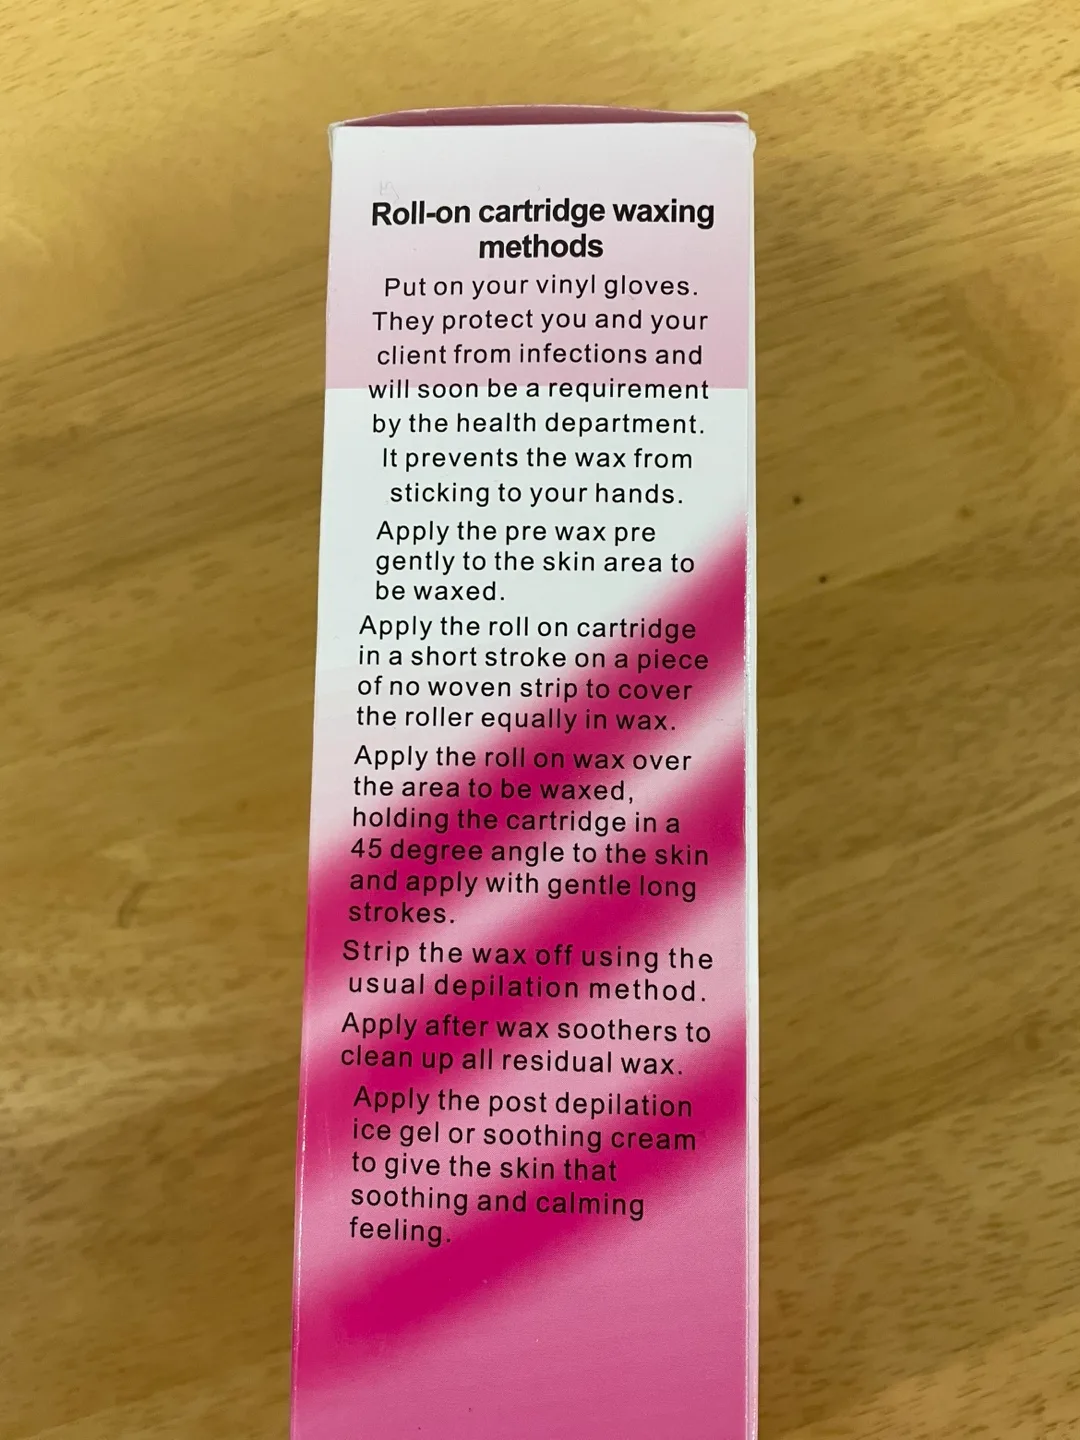 Roll-on cartridge waxing
methods
Put on your vinyl gloves.
They protect you and your
client from infections and
will soon be a requirement
by the health department.
It prevents the wax from
sticking to your hands.
Apply the pre wax pre
gently to the skin area to
be waxed.
Apply the roll on cartridge
in a short stroke on a piece
of no woven strip to cover
the roller equally in wax.
Apply the roll on wax over
the area to be waxed,
holding the cartridge in a
45 degree angle to the skin
and apply with gentle long
strokes.
Strip the wax off using the
usual depilation method.
Apply after wax soothers to
clean up all residual wax.
Apply the post depilation
ice gel or soothing cream
to give the skin that
soothing and calming
feeling.